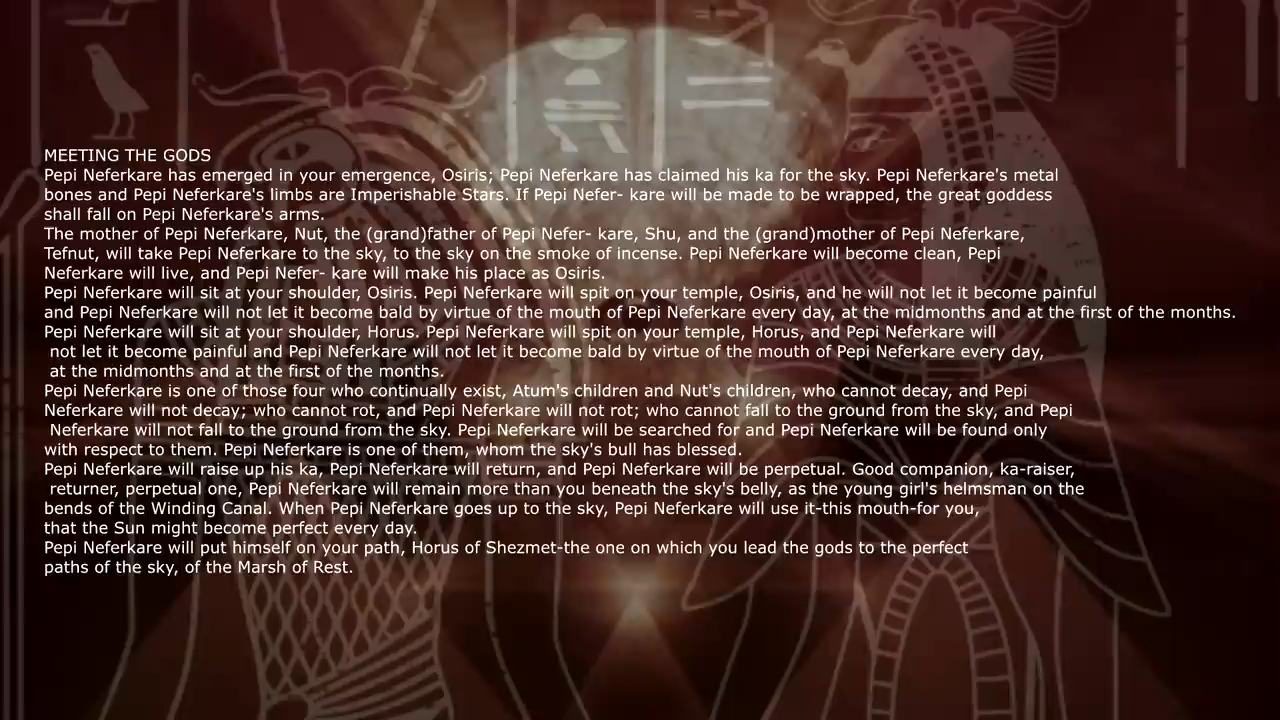 MEETING THE GODS
Pepi Neferkare has emerged in your emergence, Osiris; Pepi Neferkare has claimed his ka for the sky. Pepi Neferkare's metal
bones and Pepi Neferkare's limbs are Imperishable Stars. If Pepi Nefer- kare will be made to be wrapped, the great goddess
shall fall on Pepi Neferkare's arms.
The mother of Pepi Neferkare, Nut, the (grand)father of Pepi Nefer- kare, Shu, and the (grand)mother of Pepi Neferkare,
Tefnut, will take Pepi Neferkare to the sky, to the sky on the smoke of incense. Pepi Neferkare will become clean, Pepi
Neferkare will live, and Pepi Nefer- kare will make his place as Osiris.
Pepi Neferkare will sit at your shoulder, Osiris. Pepi Neferkare will spit on your temple, Osiris, and he will not let it become painful
and Pepi Neferkare will not let it become bald by virtue of the mouth of Pepi Neferkare every day, at the midmonths and at the first of the months.
Pepi Neferkare will sit at your shoulder, Horus. Pepi Neferkare will spit on your temple, Horus, and Pepi Neferkare will
not let it become painful and Pepi Neferkare will not let it become bald by virtue of the mouth of Pepi Neferkare every day,
at the midmonths and at the first of the months.
Pepi Neferkare is one of those four who continually exist, Atum's children and Nut's children, who cannot decay, and Pepi
Neferkare will not decay; who cannot rot, and Pepi Neferkare will not rot; who cannot fall to the ground from the sky, and Pepi
Neferkare will not fall to the ground from the sky. Pepi Neferkare will be searched for and Pepi Neferkare will be found only
with respect to them. Pepi Neferkare is one of them, whom the sky's bull has blessed.
Pepi Neferkare will raise up his ka, Pepi Neferkare will return, and Pepi Neferkare will be perpetual. Good companion, ka-raiser,
returner, perpetual one, Pepi Neferkare will remain more than you beneath the sky's belly, as the young girl's helmsman on the
bends of the Winding Canal. When Pepi Neferkare goes up to the sky, Pepi Neferkare will use it-this mouth-for you,
that the Sun might become perfect every day.
Pepi Neferkare will put himself on your path, Horus of Shezmet-the one on which you lead the gods to the perfect
paths of the sky, of the Marsh of Rest.